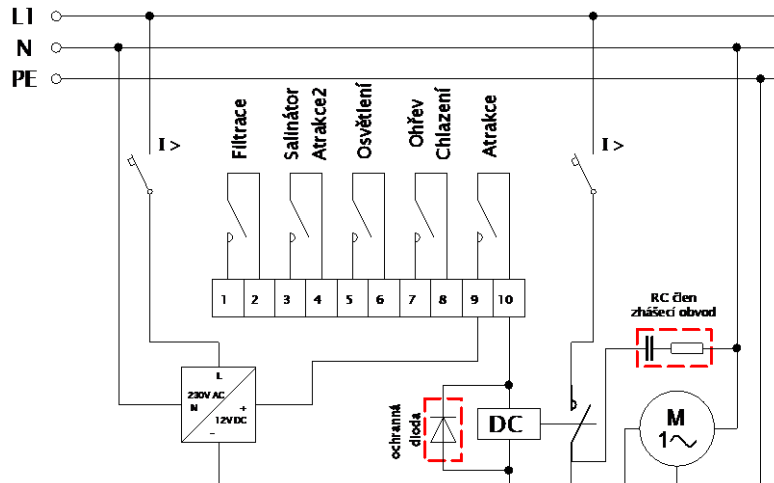 L1
N
PE
I >
I >
Filtrace
Salinátor
Atrakce2
Osvětlení
Ohřev
Chlazení
Atrakce
1 2 3 4 5 6 7 8 9 10
RC člen
zhášecí obvod
L
230V AC
N
+
12V DC
–
ochranná
dioda
DC
M
1